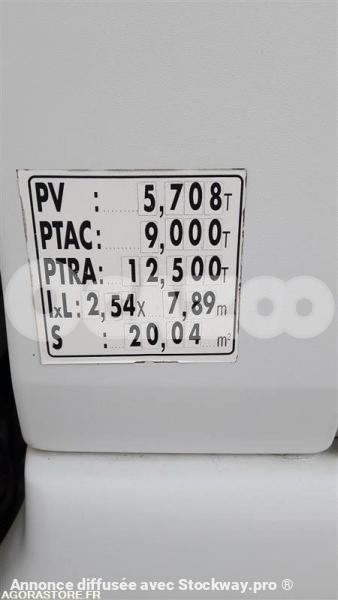 PV : 5,708T
PTAC: 9,000T
PTRA: 12,500T
IxL: 2,54x 7,89m
S : 20,04 m²
Annonce diffusée avec Stockway.pro ®
AGORASTORE.FR